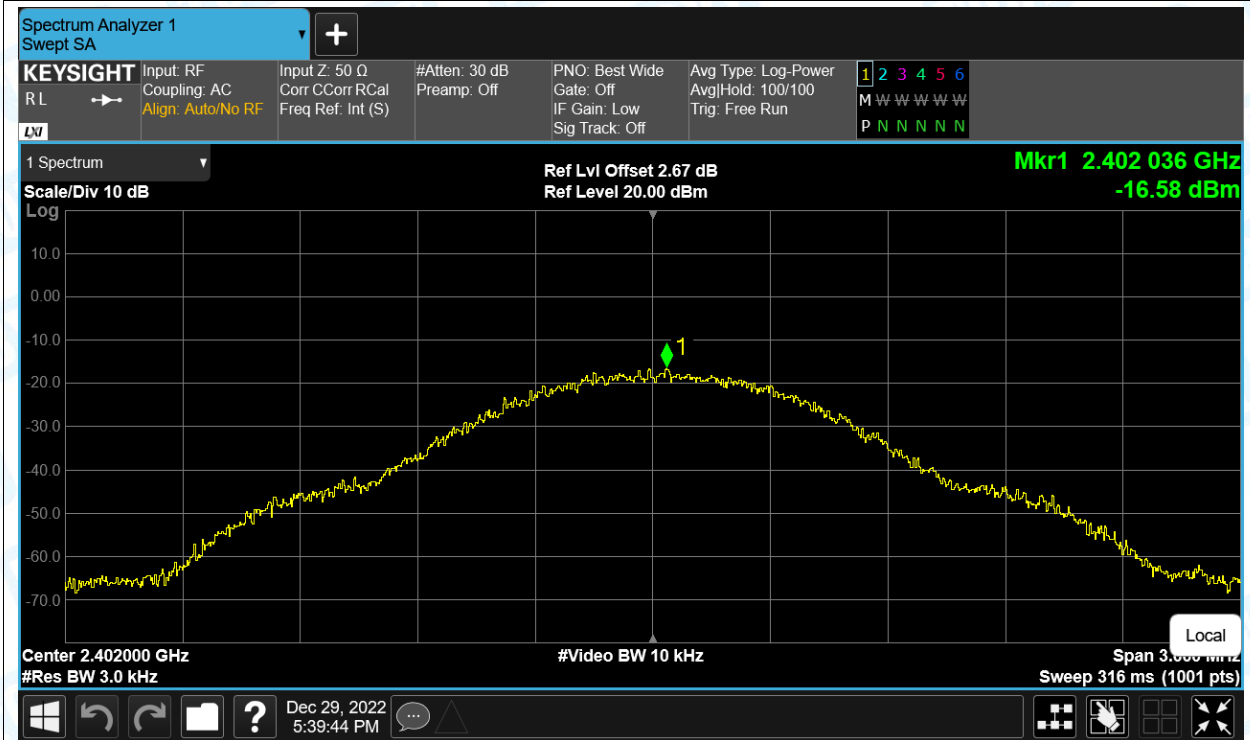 Spectrum Analyzer 1
Swept SA
+
KEYSIGHT
R L
LXI
Input: RF
Coupling: AC
Align: Auto/No RF
Input Z: 50 Ω
Corr CCorr RCal
Freq Ref: Int (S)
#Atten: 30 dB
Preamp: Off
PNO: Best Wide
Gate: Off
IF Gain: Low
Sig Track: Off
Avg Type: Log-Power
Avg|Hold: 100/100
Trig: Free Run
1 2 3 4 5 6
M W W W W W
P N N N N N N
1 Spectrum
Scale/Div 10 dB
Log
Ref Lvl Offset 2.67 dB
Ref Level 20.00 dBm
Mkr1 2.402 036 GHz
-16.58 dBm
10.0
0.00
-10.0
1
-20.0
-30.0
-40.0
-50.0
-60.0
-70.0
Local
Center 2.402000 GHz
#Video BW 10 kHz
Span
#Res BW 3.0 kHz
Sweep 316 ms (1001 pts)
?
Dec 29, 2022
5:39:44 PM